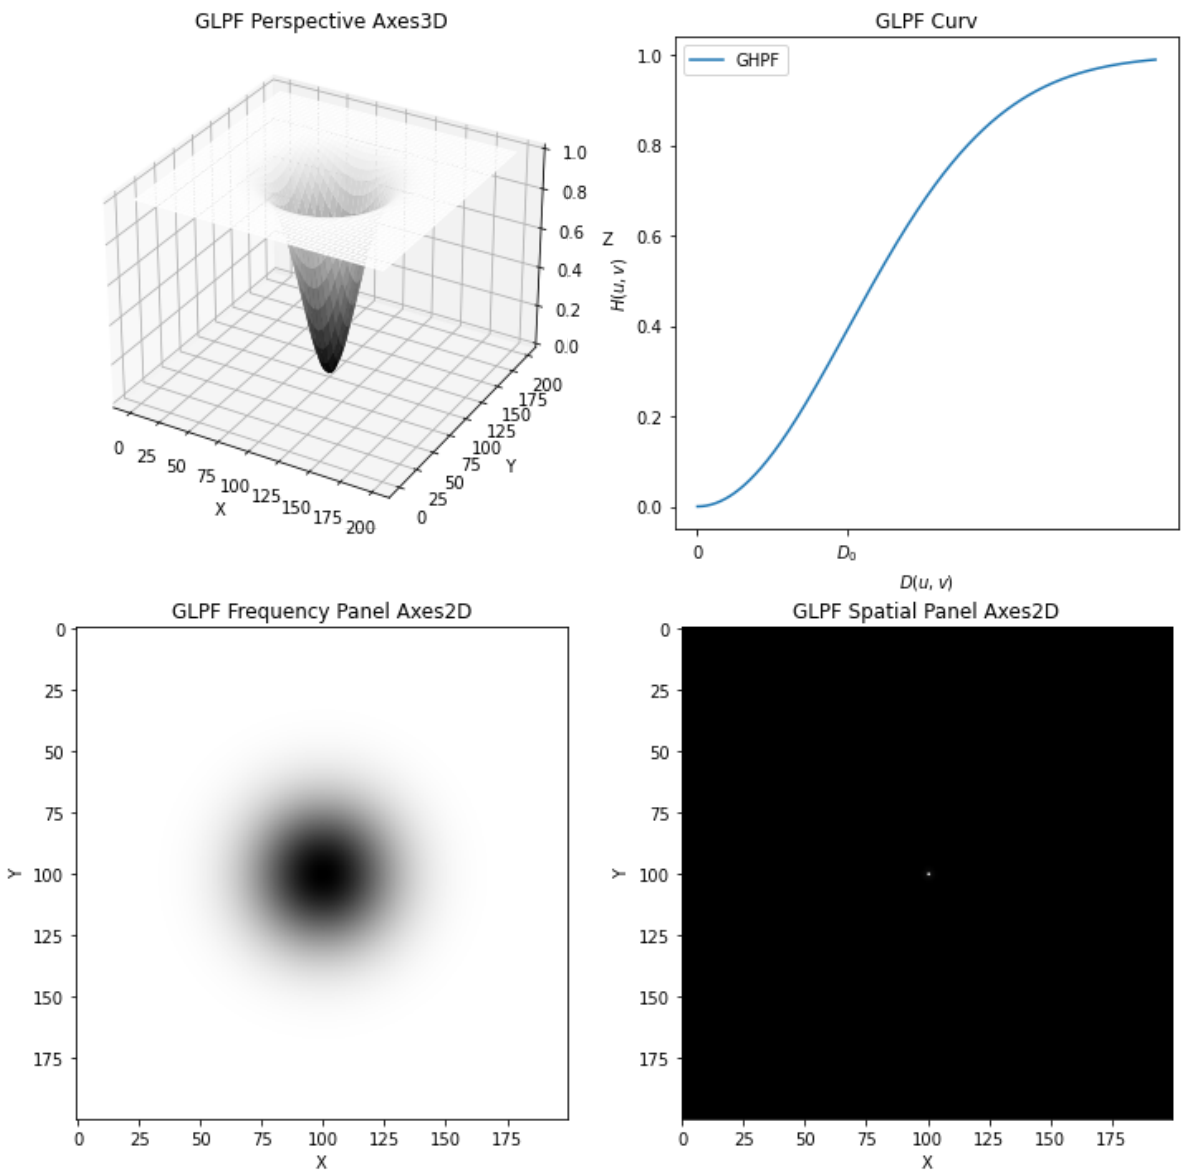 GLPF Perspective Axes3D
1.0
0.8
0.6
0.4
0.2
0.0
Z
0 25 50 75 100 125 150 175 200
X
0 25 50 75 100 125 150 175 200
Y
GLPF Curv
GHPF
1.0
0.8
0.6
0.4
0.2
0.0
H(u, v)
0 D₀
D(u, v)
GLPF Frequency Panel Axes2D
0
25
50
75
100
125
150
175
Y
0 25 50 75 100 125 150 175
X
GLPF Spatial Panel Axes2D
0
25
50
75
100
125
150
175
Y
0 25 50 75 100 125 150 175
X